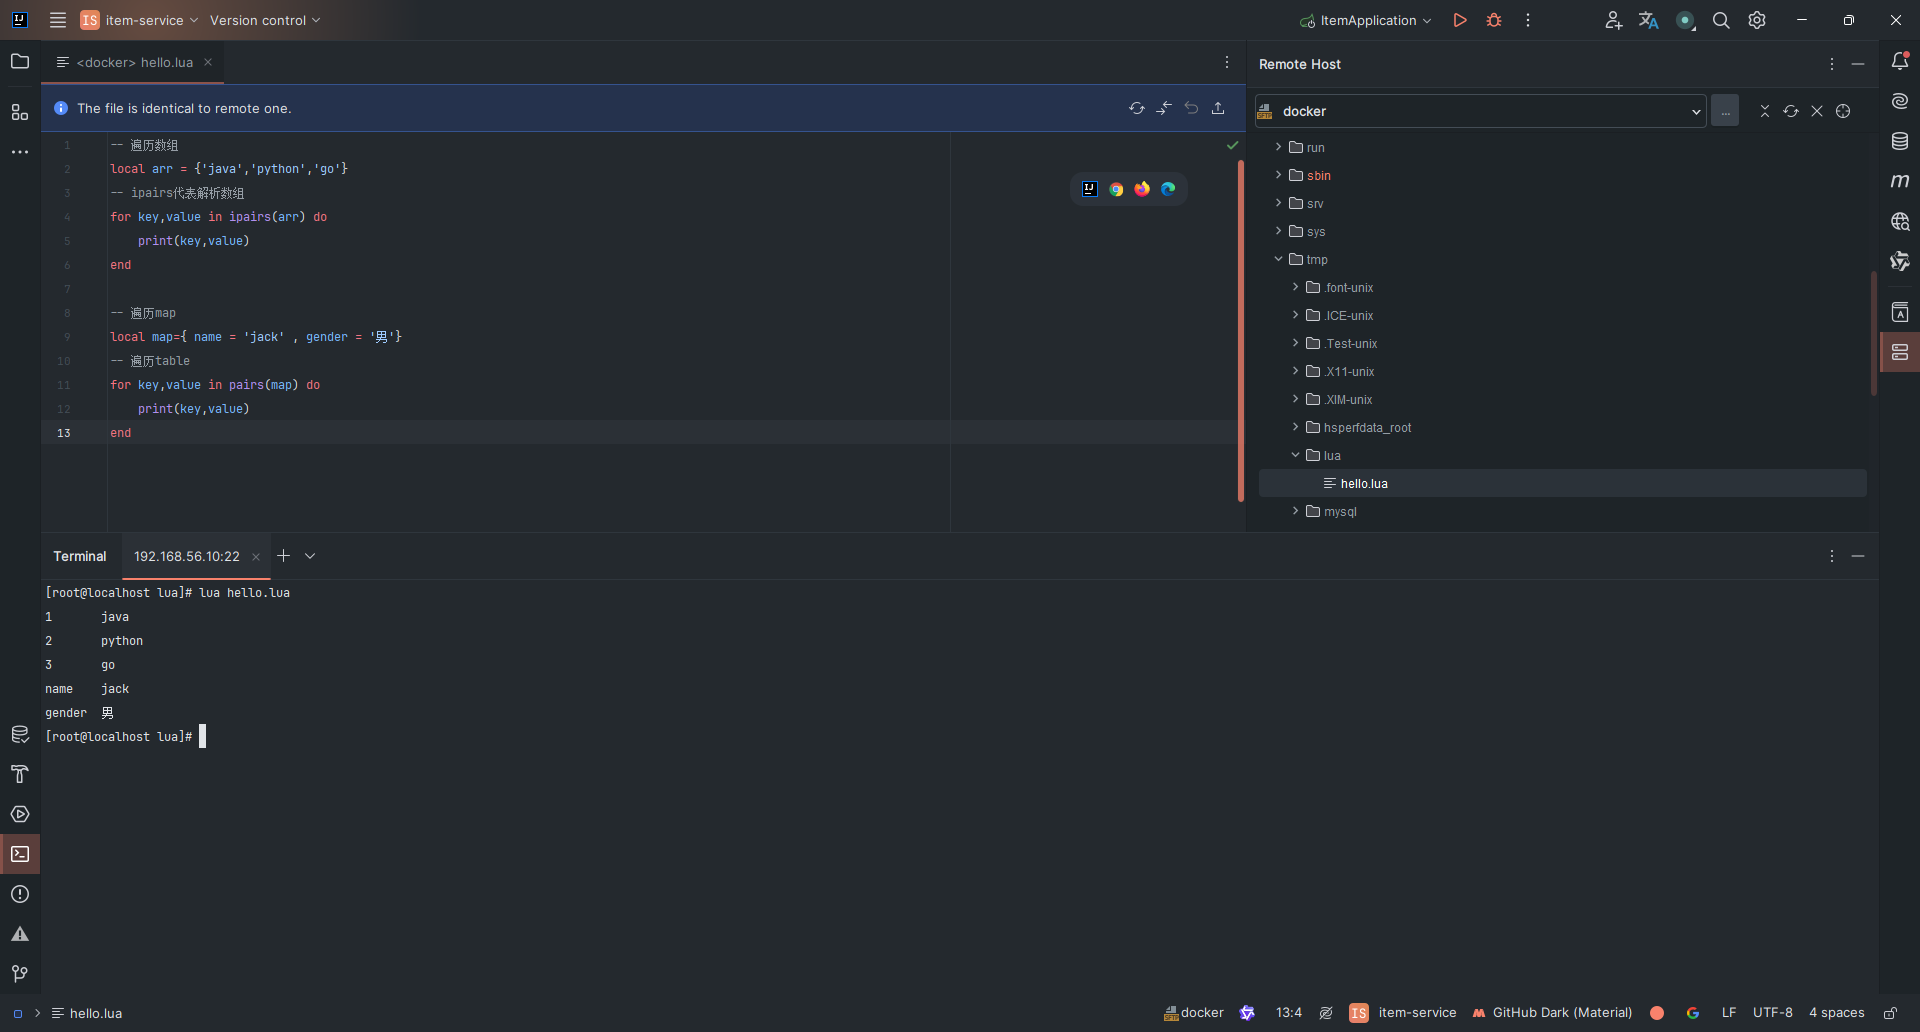 IS item-service Version control ItemApplication
<docker> hello.lua
The file is identical to remote one.
1 -- 遍历数组
2 local arr = {'java','python','go'}
3 -- ipairs代表解析数组
4 for key,value in ipairs(arr) do
5 print(key,value)
6 end
7
8 -- 遍历map
9 local map={ name = 'jack' , gender = '男'}
10 -- 遍历table
11 for key,value in pairs(map) do
12 print(key,value)
13 end
Remote Host
docker
...
run
sbin
srv
sys
tmp
.font-unix
.ICE-unix
.Test-unix
.X11-unix
.XIM-unix
hsperfdata_root
lua
hello.lua
mysql
Terminal 192.168.56.10:22
[root@localhost lua]# lua hello.lua
1 java
2 python
3 go
name jack
gender 男
[root@localhost lua]#
hello.lua docker 13:4 IS item-service GitHub Dark (Material) LF UTF-8 4 spaces